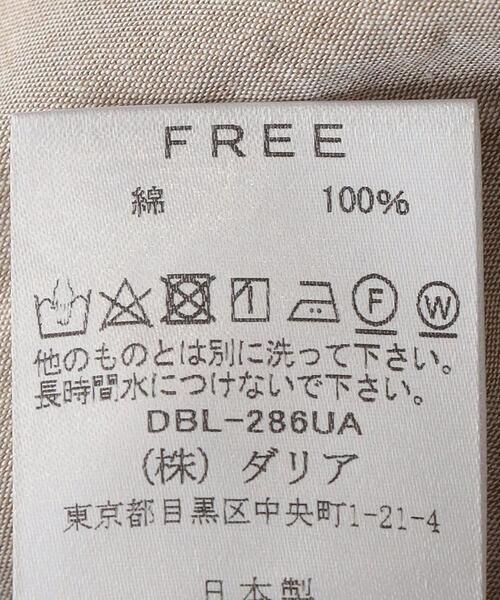 FREE
綿 100%
F W
他のものとは別に洗って下さい。
長時間水につけないで下さい。
DBL-286UA
(株) ダリア
東京都目黒区中央町1-21-4
日本製